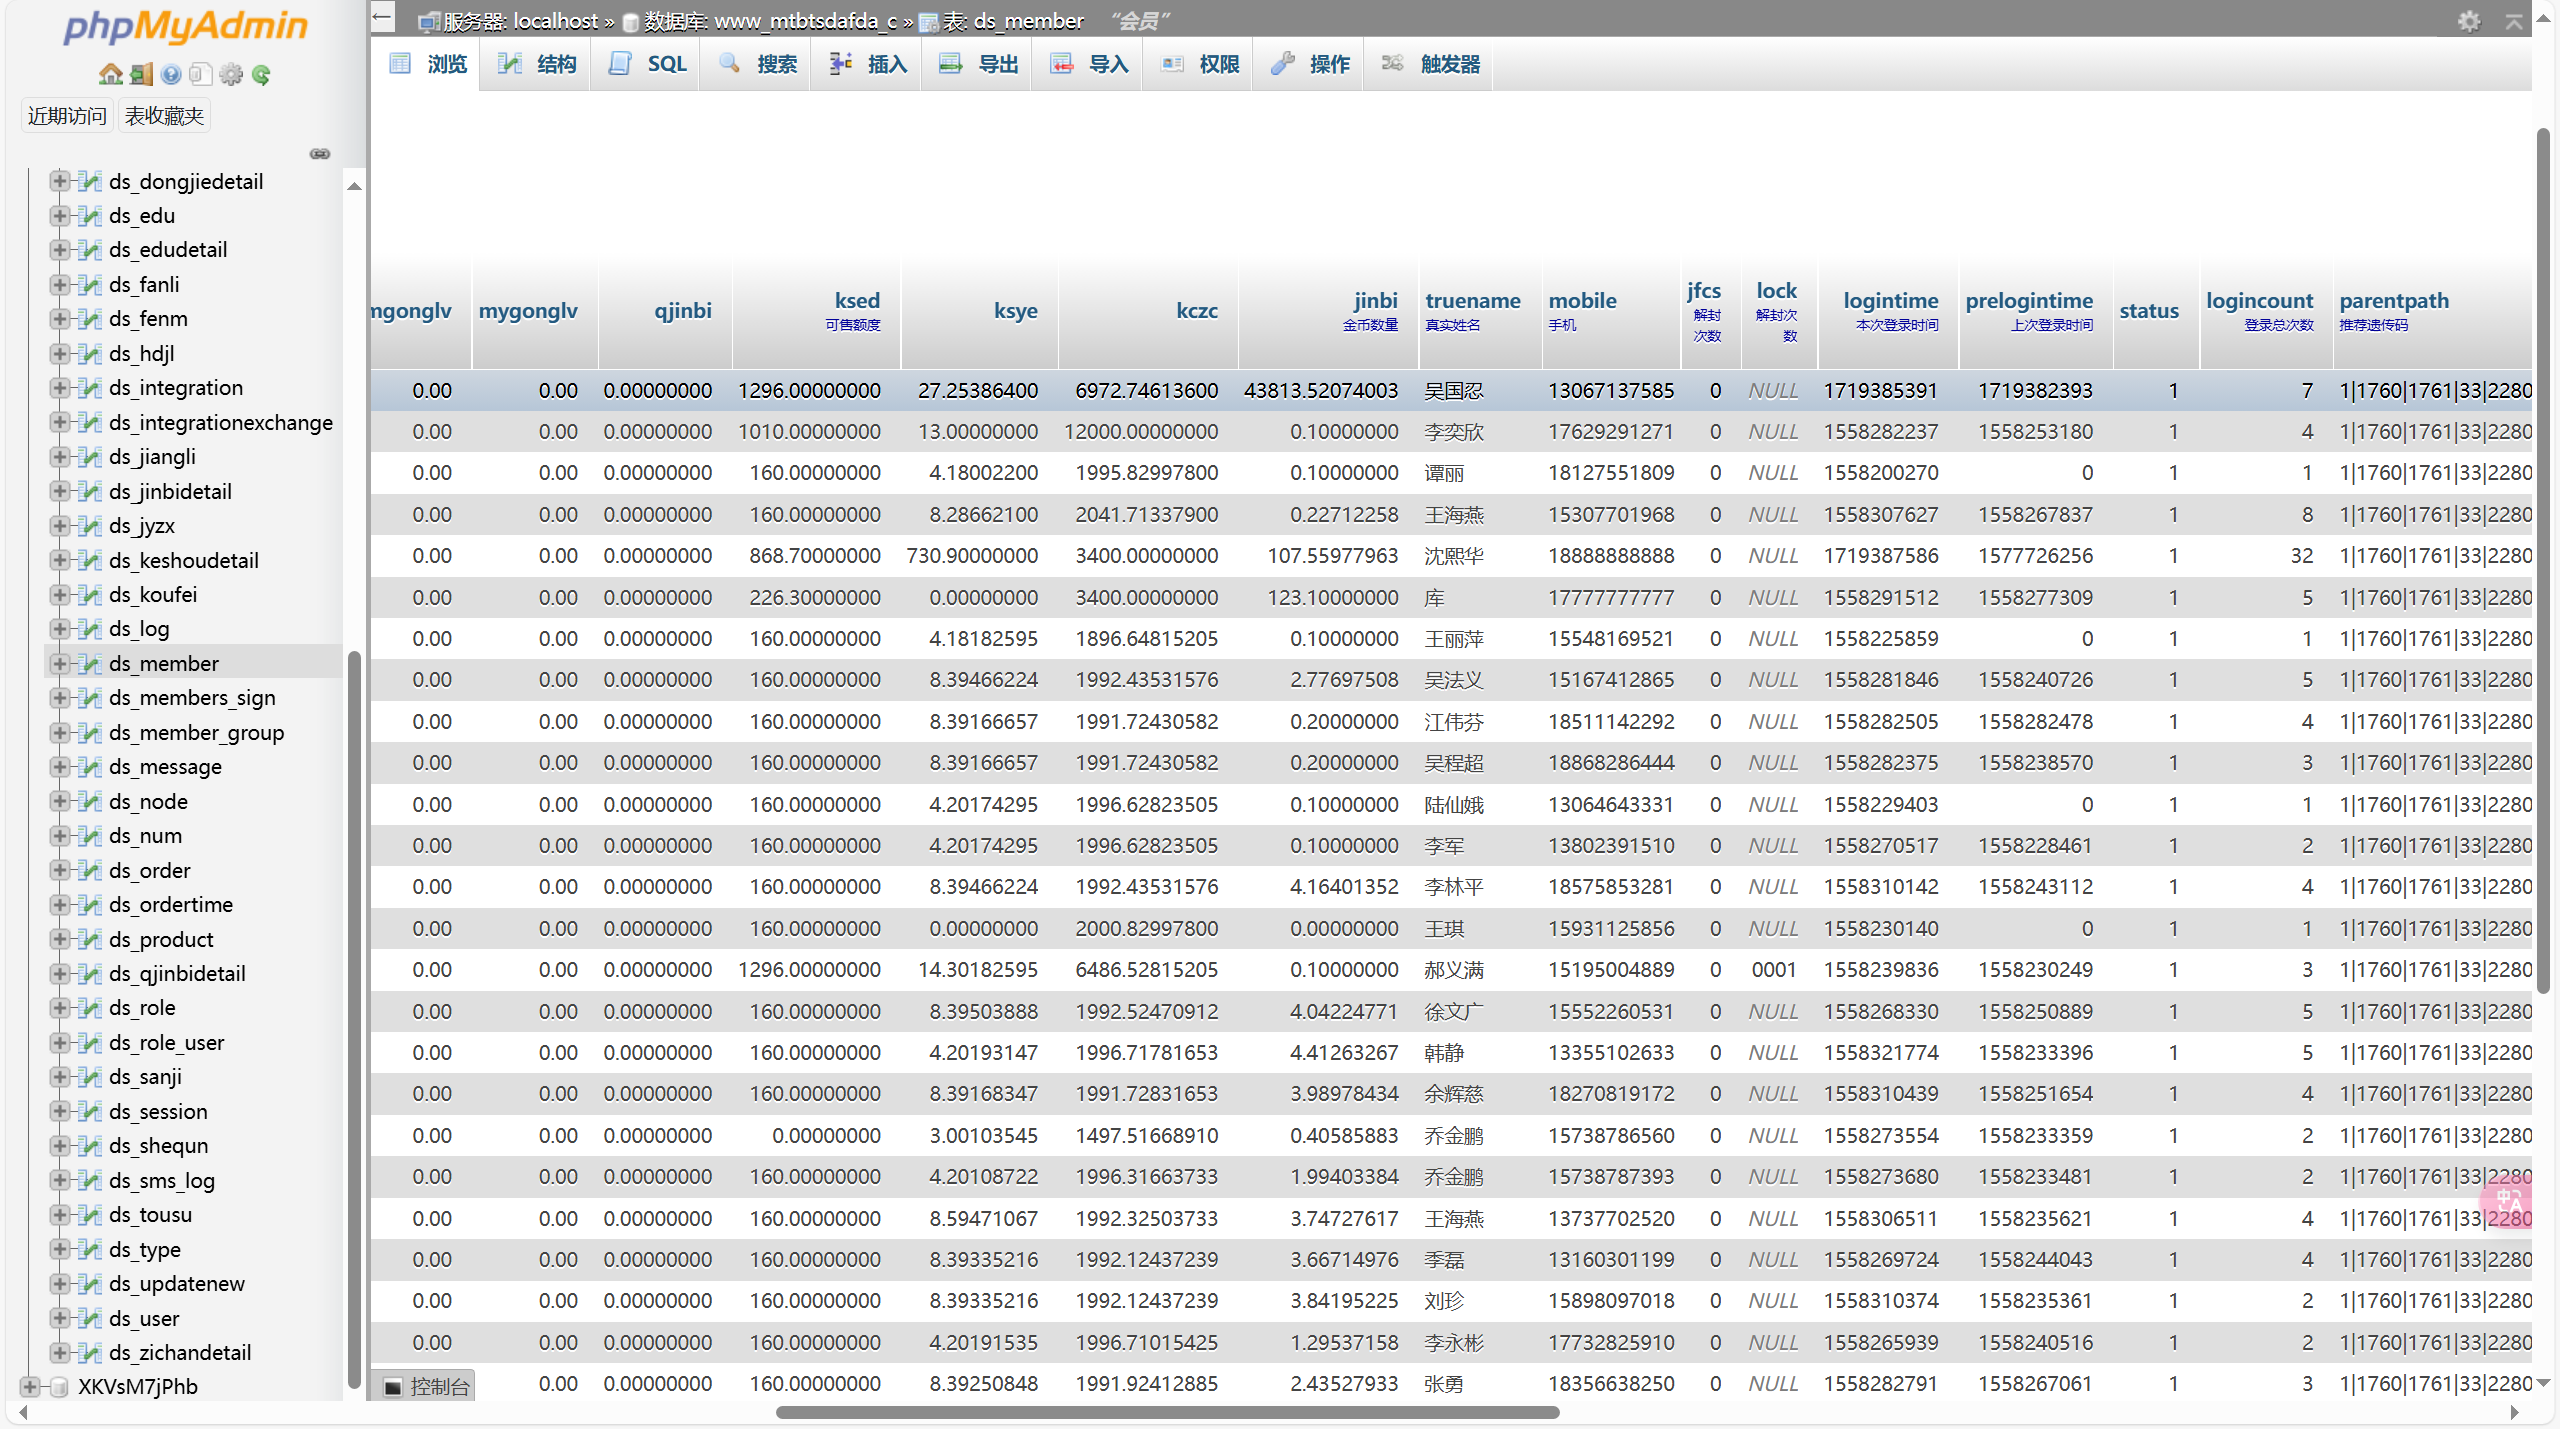 phpMyAdmin
近期访问 表收藏夹
ds_dongjiedetail
ds_edu
ds_edudetail
ds_fanli
ds_fenm
ds_hdjl
ds_integration
ds_integrationexchange
ds_jiangli
ds_jinbidetail
ds_jyzx
ds_keshoudetail
ds_koufei
ds_log
ds_member
ds_members_sign
ds_member_group
ds_message
ds_node
ds_num
ds_order
ds_ordertime
ds_product
ds_qjinbidetail
ds_role
ds_role_user
ds_sanji
ds_session
ds_shequn
ds_sms_log
ds_tousu
ds_type
ds_updatenew
ds_user
ds_zichandetail
XKVsM7jPhb
服务器: localhost » 数据库: www_mtbtsdafda_c » 表: ds_member “会员”
浏览 结构 SQL 搜索 插入 导出 导入 权限 操作 触发器
mgonglv mygonglv qjinbi ksed 可售额度 ksye kczc jinbi 金币数量 truename 真实姓名 mobile 手机 jfcs 解封次数 lock 解封次数 logintime 本次登录时间 prelogintime 上次登录时间 status logincount 登录总次数 parentpath 推荐遗传码
0.00 0.00 0.00000000 1296.00000000 27.25386400 6972.74613600 43813.52074003 吴国忍 13067137585 0 NULL 1719385391 1719382393 1 7 1|1760|1761|33|2280
0.00 0.00 0.00000000 1010.00000000 13.00000000 12000.00000000 0.10000000 李奕欣 17629291271 0 NULL 1558282237 1558253180 1 4 1|1760|1761|33|2280
0.00 0.00 0.00000000 160.00000000 4.18002200 1995.82997800 0.10000000 谭丽 18127551809 0 NULL 1558200270 0 1 1 1|1760|1761|33|2280
0.00 0.00 0.00000000 160.00000000 8.28662100 2041.71337900 0.22712258 王海燕 15307701968 0 NULL 1558307627 1558267837 1 8 1|1760|1761|33|2280
0.00 0.00 0.00000000 868.70000000 730.90000000 3400.00000000 107.55977963 沈熙华 18888888888 0 NULL 1719387586 1577726256 1 32 1|1760|1761|33|2280
0.00 0.00 0.00000000 226.30000000 0.00000000 3400.00000000 123.10000000 库 17777777777 0 NULL 1558291512 1558277309 1 5 1|1760|1761|33|2280
0.00 0.00 0.00000000 160.00000000 4.18182595 1896.64815205 0.10000000 王丽萍 15548169521 0 NULL 1558225859 0 1 1 1|1760|1761|33|2280
0.00 0.00 0.00000000 160.00000000 8.39466224 1992.43531576 2.77697508 吴法义 15167412865 0 NULL 1558281846 1558240726 1 5 1|1760|1761|33|2280
0.00 0.00 0.00000000 160.00000000 8.39166657 1991.72430582 0.20000000 江伟芬 18511142292 0 NULL 1558282505 1558282478 1 4 1|1760|1761|33|2280
0.00 0.00 0.00000000 160.00000000 8.39166657 1991.72430582 0.20000000 吴程超 18868286444 0 NULL 1558282375 1558238570 1 3 1|1760|1761|33|2280
0.00 0.00 0.00000000 160.00000000 4.20174295 1996.62823505 0.10000000 陆仙娥 13064643331 0 NULL 1558229403 0 1 1 1|1760|1761|33|2280
0.00 0.00 0.00000000 160.00000000 4.20174295 1996.62823505 0.10000000 李军 13802391510 0 NULL 1558270517 1558228461 1 2 1|1760|1761|33|2280
0.00 0.00 0.00000000 160.00000000 8.39466224 1992.43531576 4.16401352 李林平 18575853281 0 NULL 1558310142 1558243112 1 4 1|1760|1761|33|2280
0.00 0.00 0.00000000 160.00000000 0.00000000 2000.82997800 0.00000000 王琪 15931125856 0 NULL 1558230140 0 1 1 1|1760|1761|33|2280
0.00 0.00 0.00000000 1296.00000000 14.30182595 6486.52815205 0.10000000 郝义满 15195004889 0 0001 1558239836 1558230249 1 3 1|1760|1761|33|2280
0.00 0.00 0.00000000 160.00000000 8.39503888 1992.52470912 4.04224771 徐文广 15552260531 0 NULL 1558268330 1558250889 1 5 1|1760|1761|33|2280
0.00 0.00 0.00000000 160.00000000 4.20193147 1996.71781653 4.41263267 韩静 13355102633 0 NULL 1558321774 1558233396 1 5 1|1760|1761|33|2280
0.00 0.00 0.00000000 160.00000000 8.39168347 1991.72831653 3.98978434 余辉慈 18270819172 0 NULL 1558310439 1558251654 1 4 1|1760|1761|33|2280
0.00 0.00 0.00000000 0.00000000 3.00103545 1497.51668910 0.40585883 乔金鹏 15738786560 0 NULL 1558273554 1558233359 1 2 1|1760|1761|33|2280
0.00 0.00 0.00000000 160.00000000 4.20108722 1996.31663733 1.99403384 乔金鹏 15738787393 0 NULL 1558273680 1558233481 1 2 1|1760|1761|33|2280
0.00 0.00 0.00000000 160.00000000 8.59471067 1992.32503733 3.74727617 王海燕 13737702520 0 NULL 1558306511 1558235621 1 4 1|1760|1761|33|2280
0.00 0.00 0.00000000 160.00000000 8.39335216 1992.12437239 3.66714976 季磊 13160301199 0 NULL 1558269724 1558244043 1 4 1|1760|1761|33|2280
0.00 0.00 0.00000000 160.00000000 8.39335216 1992.12437239 3.84195225 刘珍 15898097018 0 NULL 1558310374 1558235361 1 2 1|1760|1761|33|2280
0.00 0.00 0.00000000 160.00000000 4.20191535 1996.71015425 1.29537158 李永彬 17732825910 0 NULL 1558265939 1558240516 1 2 1|1760|1761|33|2280
控制台 0.00 0.00000000 160.00000000 8.39250848 1991.92412885 2.43527933 张勇 18356638250 0 NULL 1558282791 1558267061 1 3 1|1760|1761|33|2280